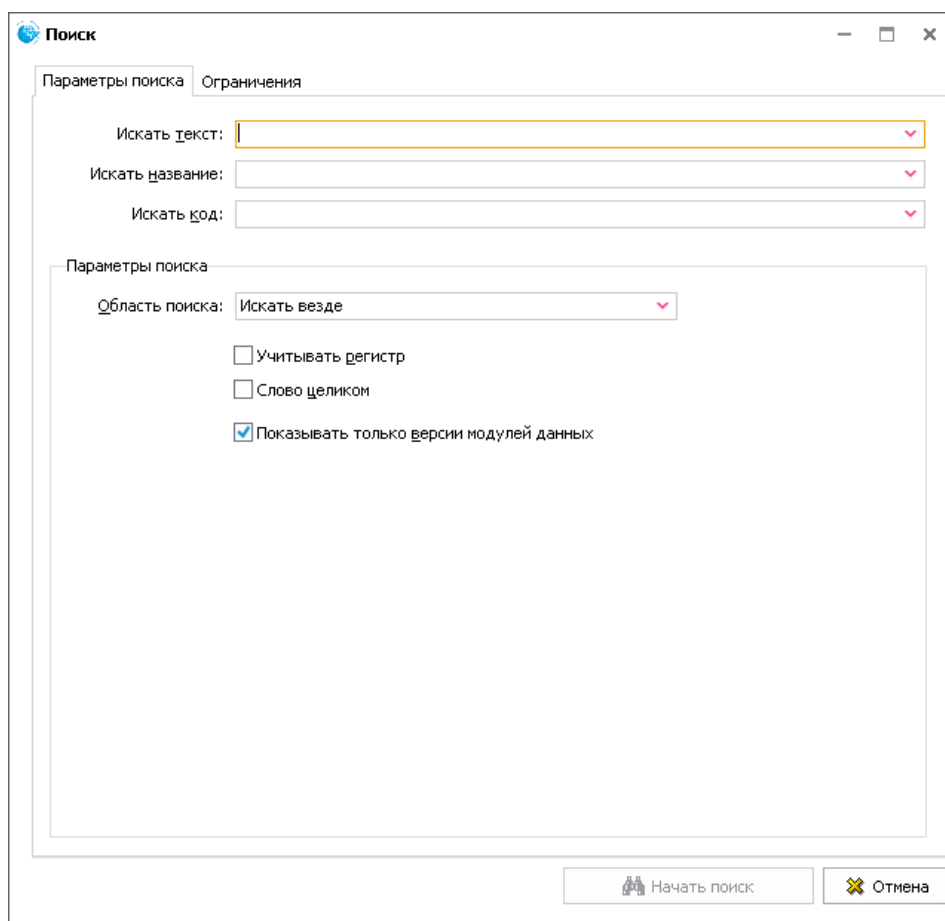 Поиск
Параметры поиска Ограничения
Искать текст:
Искать название:
Искать код:
Параметры поиска
Область поиска: Искать везде
Учитывать регистр
Слово целиком
Показывать только версии модулей данных
Начать поиск Отмена